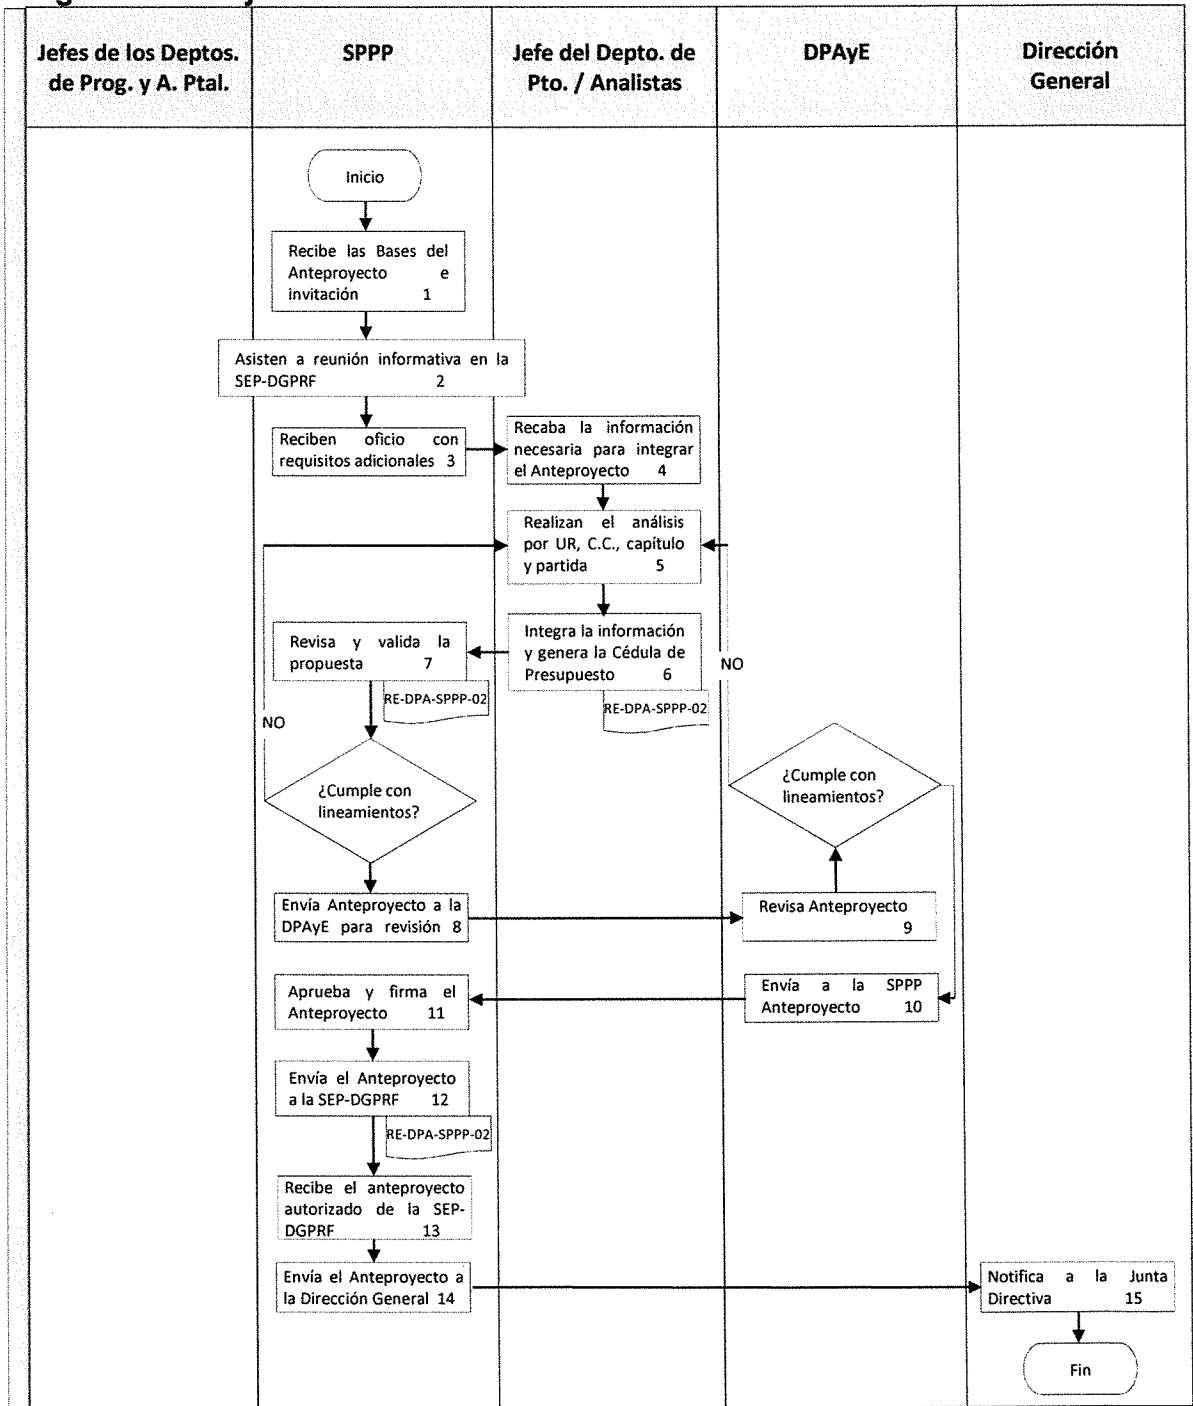 Jefes de los Deptos.
de Prog. y A. Ptal.
SPPP
Jefe del Depto. de
Pto. / Analistas
DPAyE
Dirección
General
Inicio
Recibe las Bases del
Anteproyecto e
invitación 1
Asisten a reunión informativa en la
SEP-DGPRF 2
Reciben oficio con
requisitos adicionales 3
Recaba la información
necesaria para integrar
el Anteproyecto 4
Realizan el análisis
por UR, C.C., capítulo
y partida 5
Integra la información
y genera la Cédula de
Presupuesto 6
RE-DPA-SPPP-02
Revisa y valida la
propuesta 7
RE-DPA-SPPP-02
NO
NO
¿Cumple con
lineamientos?
¿Cumple con
lineamientos?
Envía Anteproyecto a la
DPAyE para revisión 8
Revisa Anteproyecto
9
Envía a la SPPP
Anteproyecto 10
Aprueba y firma el
Anteproyecto 11
Envía el Anteproyecto
a la SEP-DGPRF 12
RE-DPA-SPPP-02
Recibe el anteproyecto
autorizado de la SEP-
DGPRF 13
Envía el Anteproyecto a
la Dirección General 14
Notifica a la Junta
Directiva 15
Fin